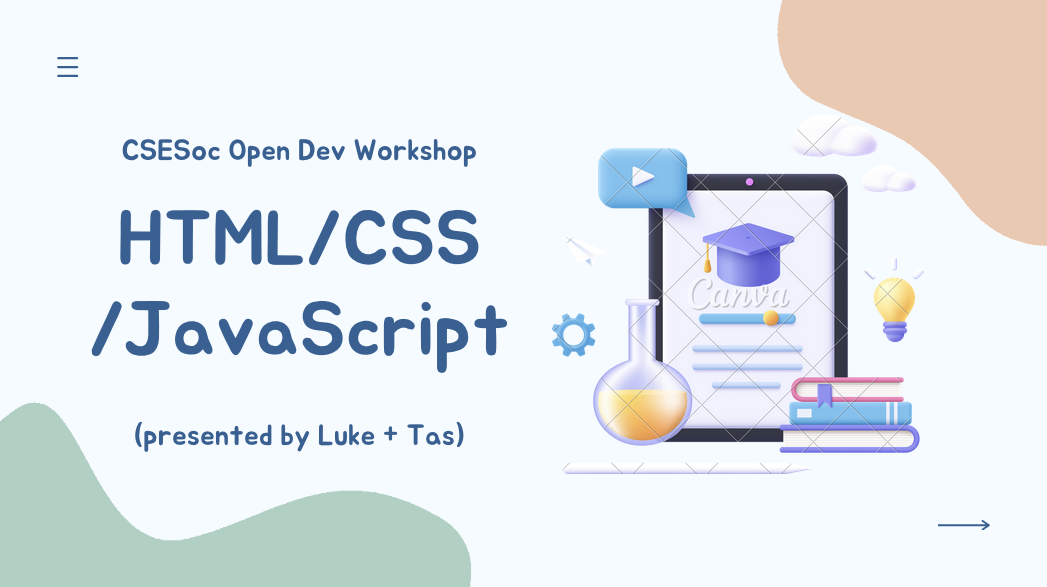 CSESoc Open Dev Workshop
HTML/CSS
/JavaScript
(presented by Luke + Tas)
Canva